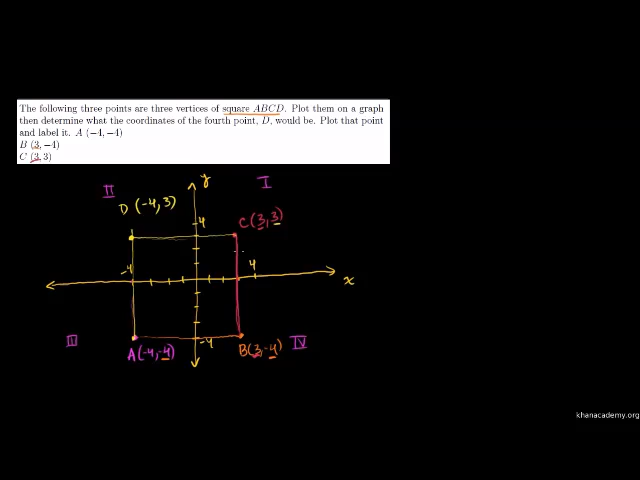 The following three points are three vertices of square ABCD. Plot them on a graph
then determine what the coordinates of the fourth point, D, would be. Plot that point
and label it. A (−4, −4)
B (3, −4)
C (3, 3)
II
y
I
D (-4, 3)
4
C (3, 3)
-4
4
x
III
-4
A (-4, -4)
B (3, -4)
IV
khanacademy.org